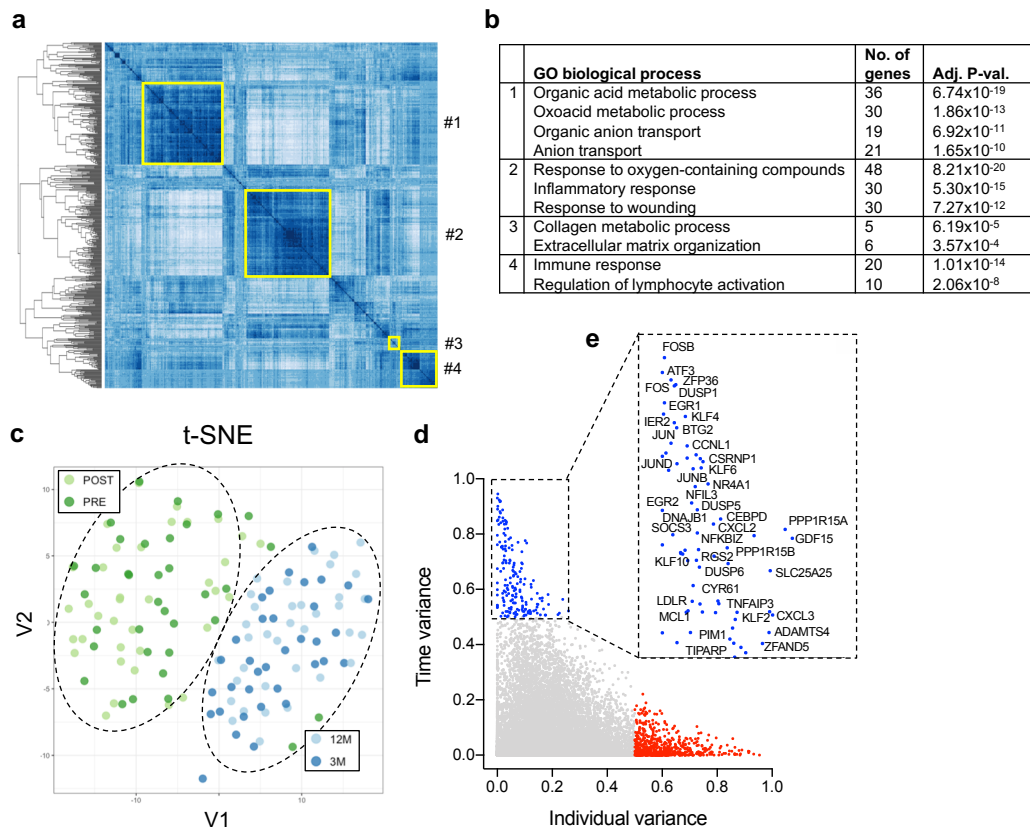 a
#1
#2
#3
#4
b
GO biological process No. of genes Adj. P-val.
1 Organic acid metabolic process 36 6.74x10-19
Oxoacid metabolic process 30 1.86x10-13
Organic anion transport 19 6.92x10-11
Anion transport 21 1.65x10-10
2 Response to oxygen-containing compounds 48 8.21x10-20
Inflammatory response 30 5.30x10-15
Response to wounding 30 7.27x10-12
3 Collagen metabolic process 5 6.19x10-5
Extracellular matrix organization 6 3.57x10-4
4 Immune response 20 1.01x10-14
Regulation of lymphocyte activation 10 2.06x10-8
c
t-SNE
POST
PRE
12M
3M
10
5
0
-5
-10
-10
0
10
V2
V1
d
1.0
0.8
0.6
0.4
0.2
0.0
0.0 0.2 0.4 0.6 0.8 1.0
Time variance
Individual variance
e
FOSB
ATF3
ZFP36
FOS
DUSP1
EGR1
KLF4
IER2
BTG2
JUN
CCNL1
CSRNP1
JUND
KLF6
JUNB
NR4A1
NFIL3
EGR2
DUSP5
DNAJB1
CEBPD
PPP1R15A
SOCS3
CXCL2
GDF15
NFKBIZ
KLF10
RGS2
PPP1R15B
DUSP6
SLC25A25
CYR61
LDLR
TNFAIP3
MCL1
KLF2
CXCL3
PIM1
ADAMTS4
TIPARP
ZFAND5